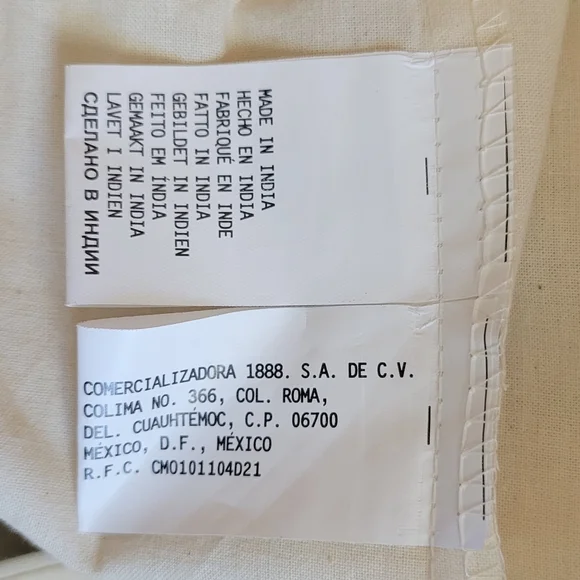 MADE IN INDIA
HECHO EN INDIA
FABRIQUÉ EN INDE
FATTO IN INDIA
GEBILDET IN INDIEN
FEITO EM ÍNDIA
GEMAAKT IN INDIA
LAVET I INDIEN
СДЕЛАНО В ИНДИИ
COMERCIALIZADORA 1888. S.A. DE C.V.
COLIMA NO. 366, COL. ROMA,
DEL. CUAUHTÉMOC, C.P. 06700
MÉXICO, D.F., MÉXICO
R.F.C. CMO101104D21